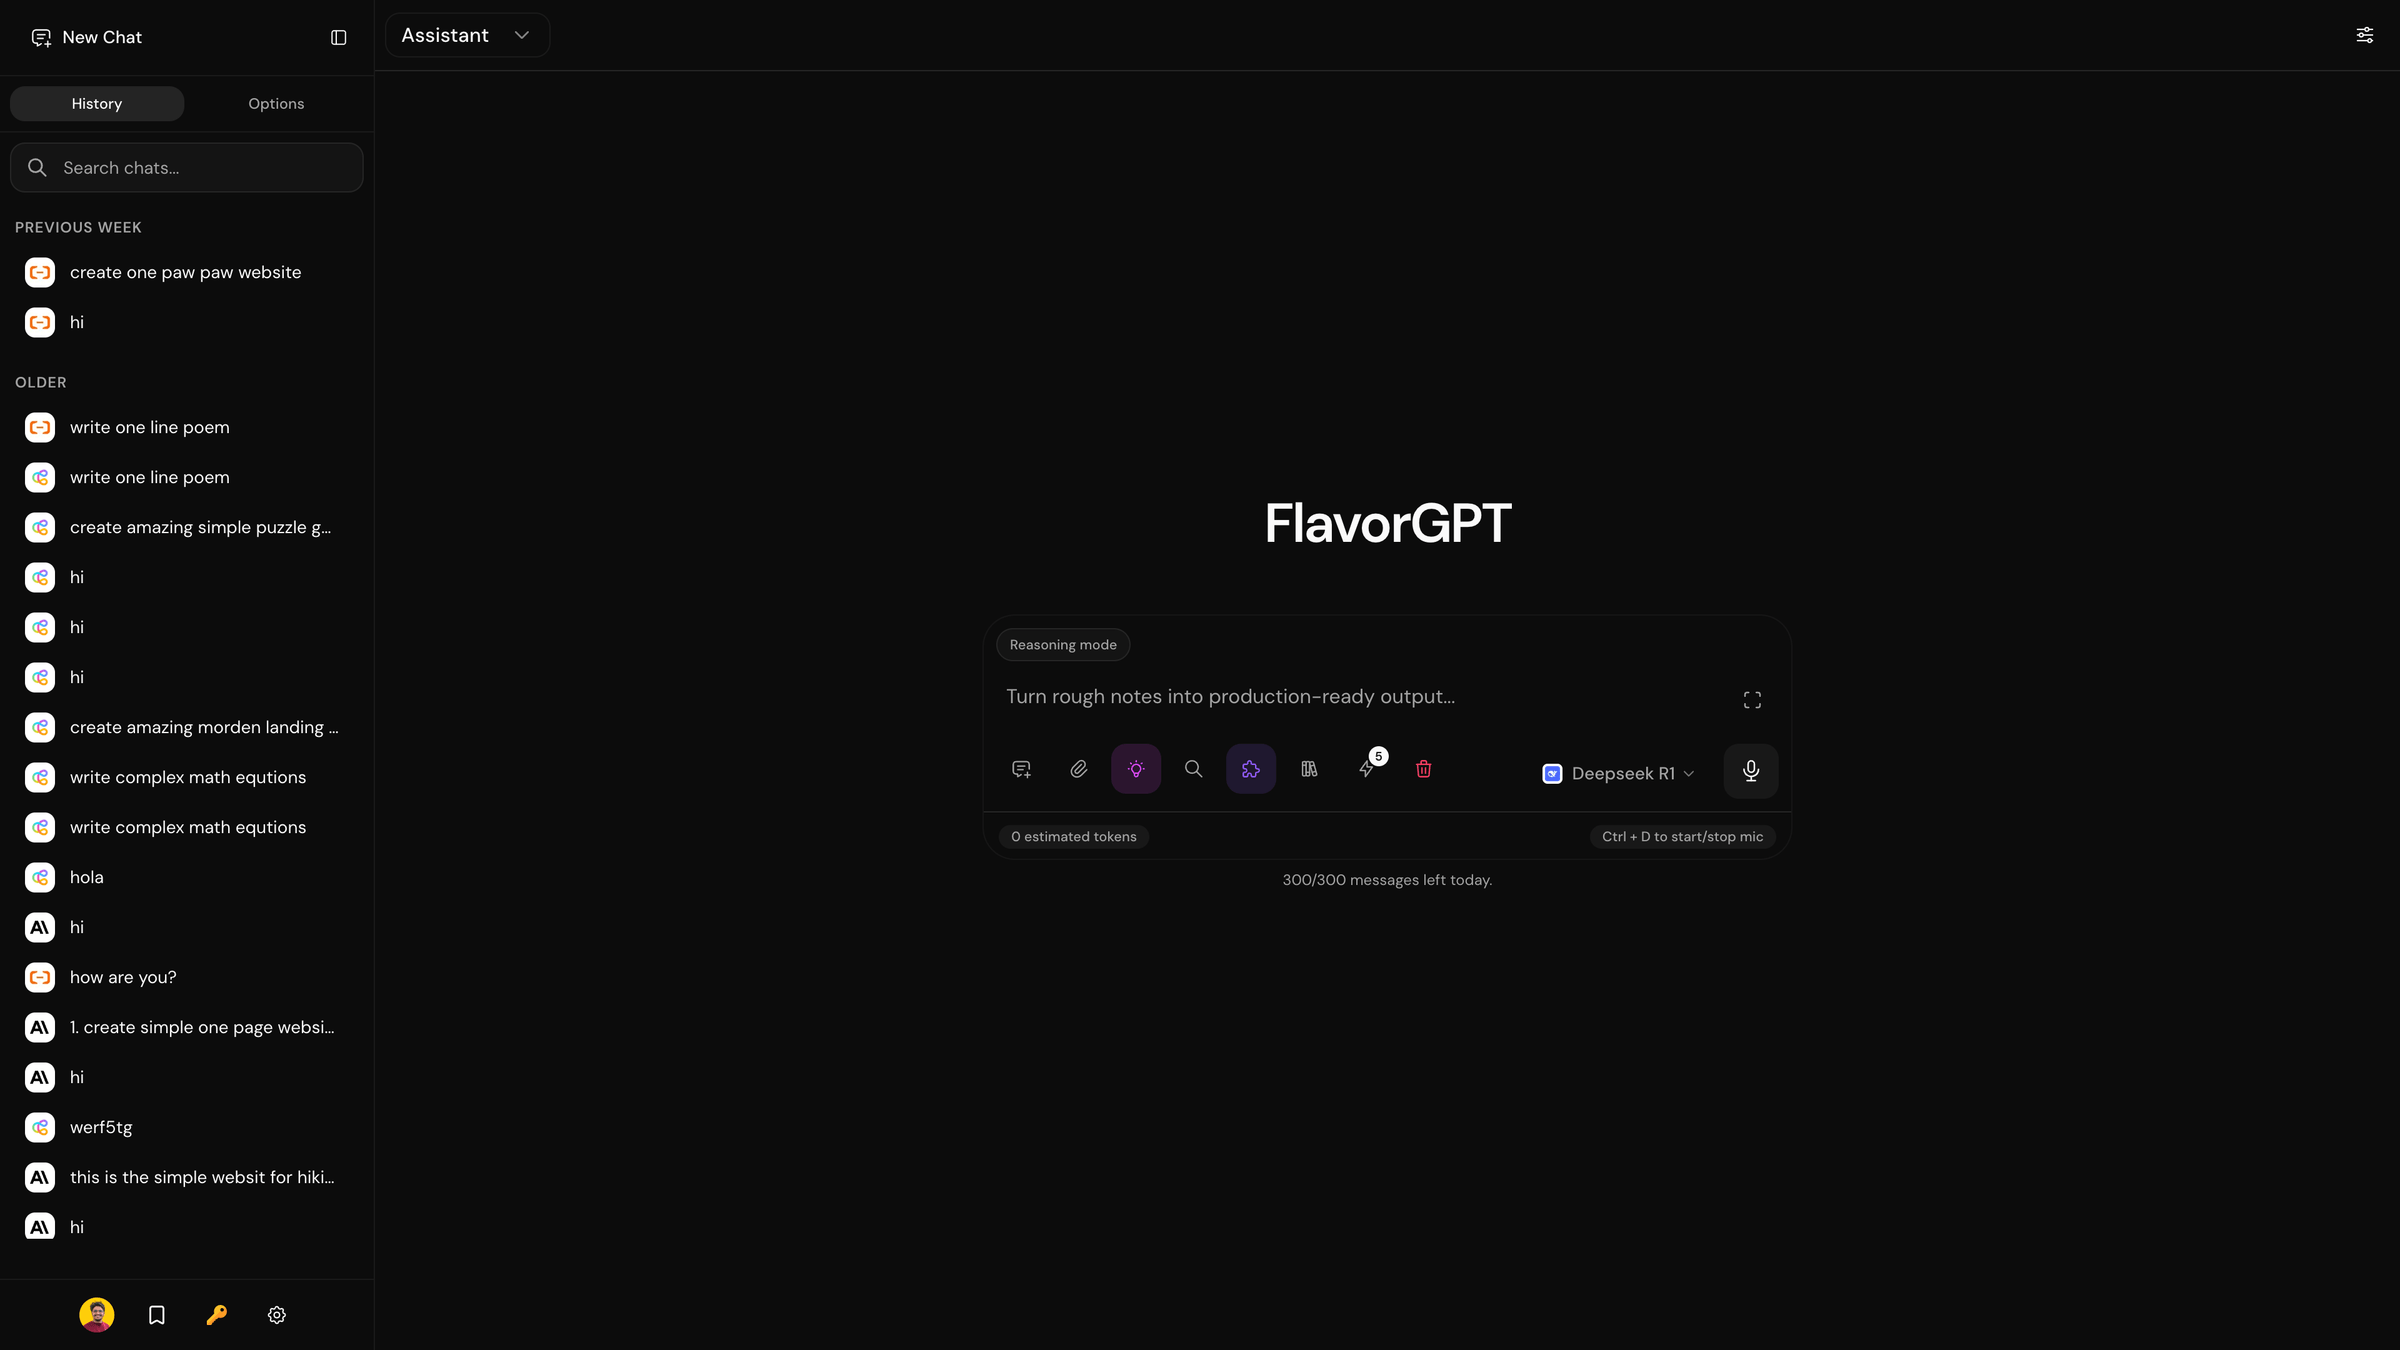 New Chat
Assistant
History
Options
Search chats...
PREVIOUS WEEK
create one paw paw website
hi
OLDER
write one line poem
write one line poem
create amazing simple puzzle g...
hi
hi
hi
create amazing morden landing ...
write complex math equtions
write complex math equtions
hola
hi
how are you?
1. create simple one page websi...
hi
werf5tg
this is the simple websit for hiki...
hi
FlavorGPT
Reasoning mode
Turn rough notes into production-ready output...
5
Deepseek R1
0 estimated tokens
Ctrl + D to start/stop mic
300/300 messages left today.